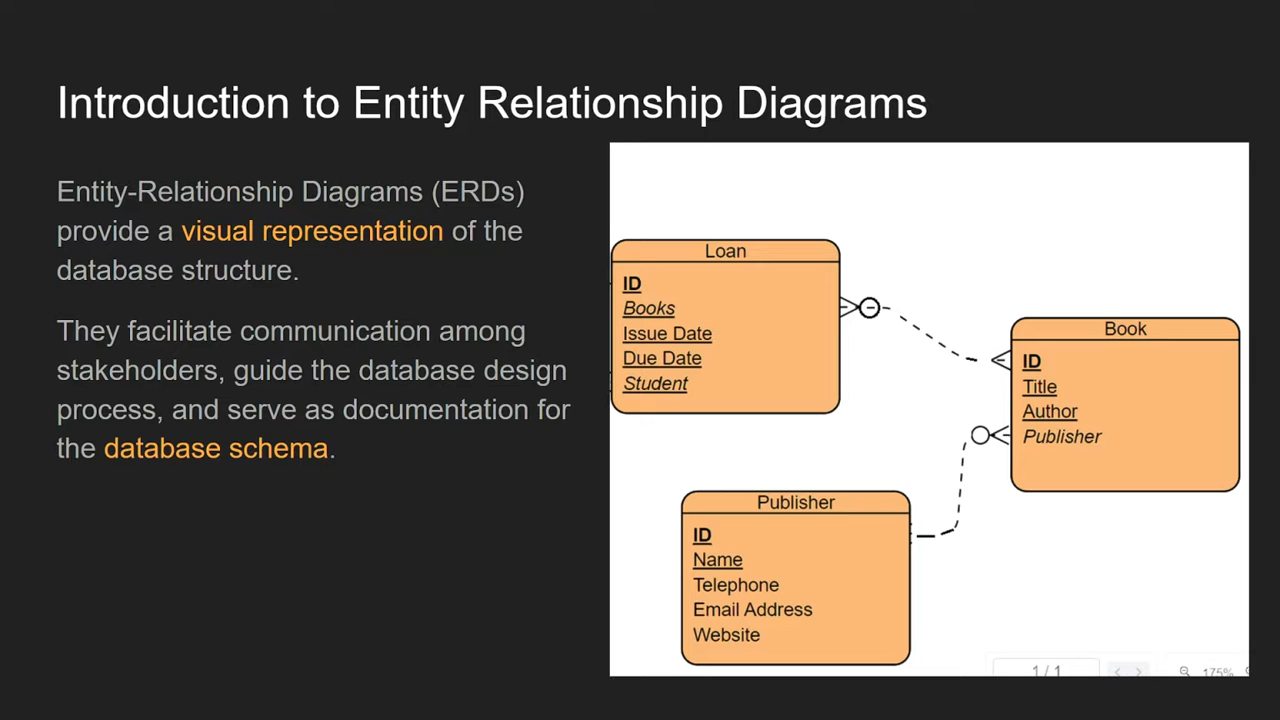 Introduction to Entity Relationship Diagrams
Entity-Relationship Diagrams (ERDs)
provide a visual representation of the
database structure.
They facilitate communication among
stakeholders, guide the database design
process, and serve as documentation for
the database schema.
Loan
ID
Books
Issue Date
Due Date
Student
Book
ID
Title
Author
Publisher
Publisher
ID
Name
Telephone
Email Address
Website
1 / 1
175%